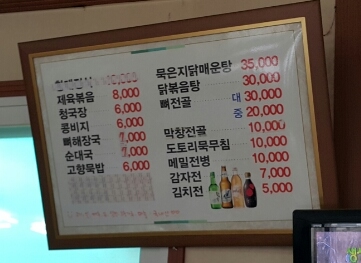 제육볶음 8,000
청국장 6,000
콩비지 6,000
뼈해장국 7,000
순대국 7,000
고향묵밥 6,000
묵은지닭매운탕 35,000
닭볶음탕 30,000
뼈전골 대 30,000
중 20,000
막창전골 10,000
도토리묵무침 10,000
메밀전병 10,000
감자전 7,000
김치전 5,000